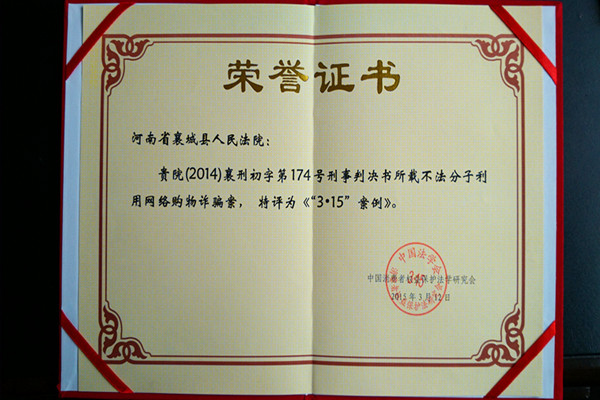 荣誉证书
河南省襄城县人民法院：
贵院(2014)襄刑初字第174号刑事判决书所载不法分子利
用网络购物诈骗案，特评为《“3•15”案例》。
中国法学会
3·15
中国消费者权益保护法学研究会
2015年3月12日